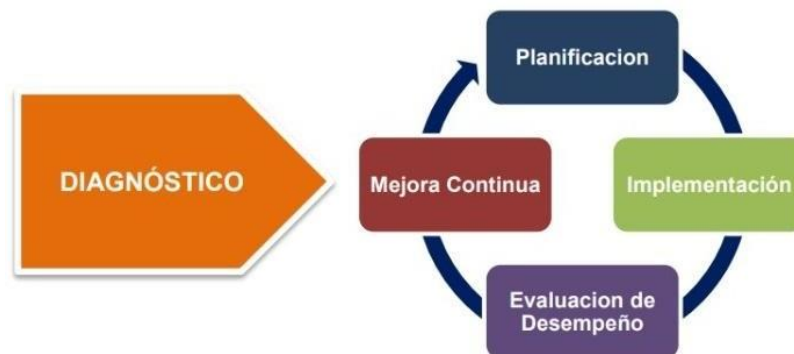 DIAGNÓSTICO
Planificacion
Implementación
Evaluacion de
Desempeño
Mejora Continua